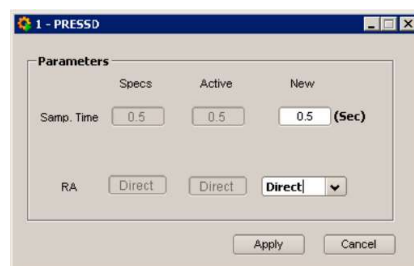 1 - PRESSD
Parameters
Specs Active New
Samp. Time 0.5 0.5 0.5 (Sec)
RA Direct Direct Direct
Apply Cancel